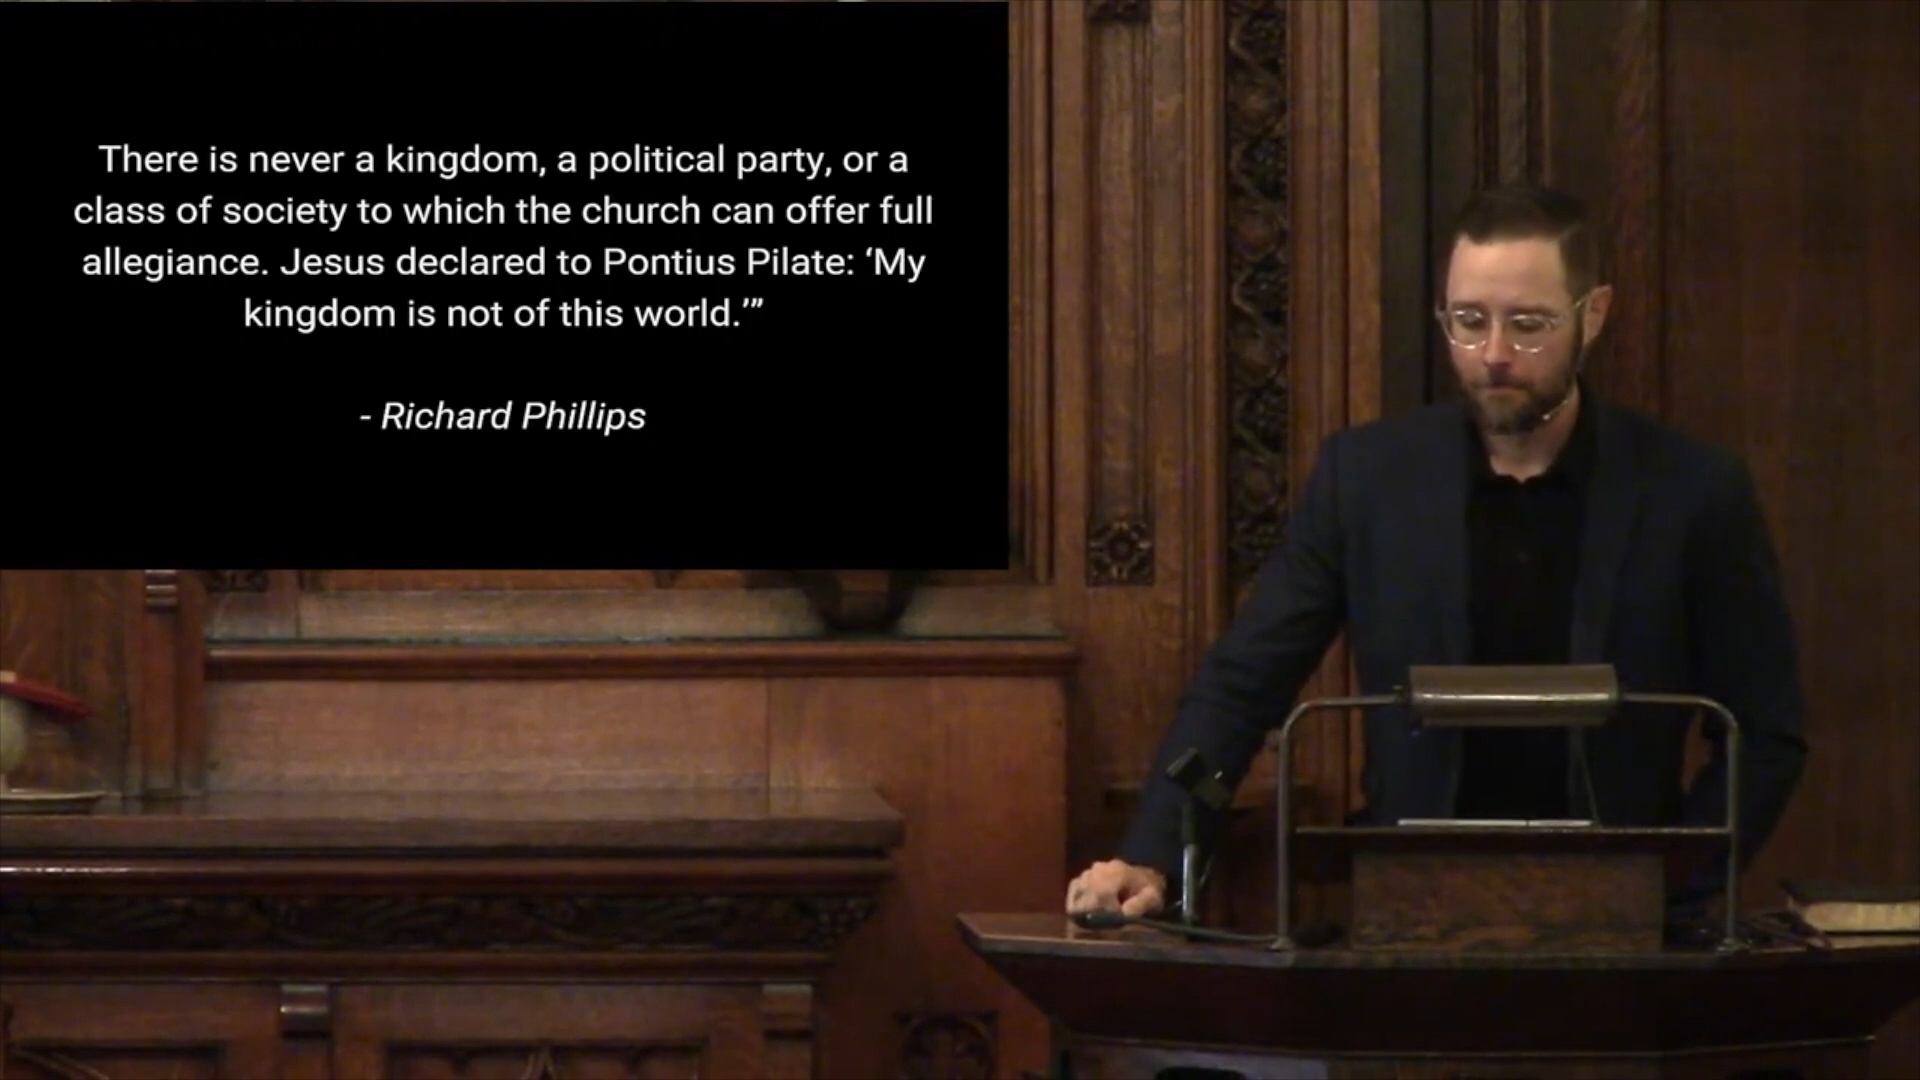 There is never a kingdom, a political party, or a
class of society to which the church can offer full
allegiance. Jesus declared to Pontius Pilate: ‘My
kingdom is not of this world.’”
- Richard Phillips